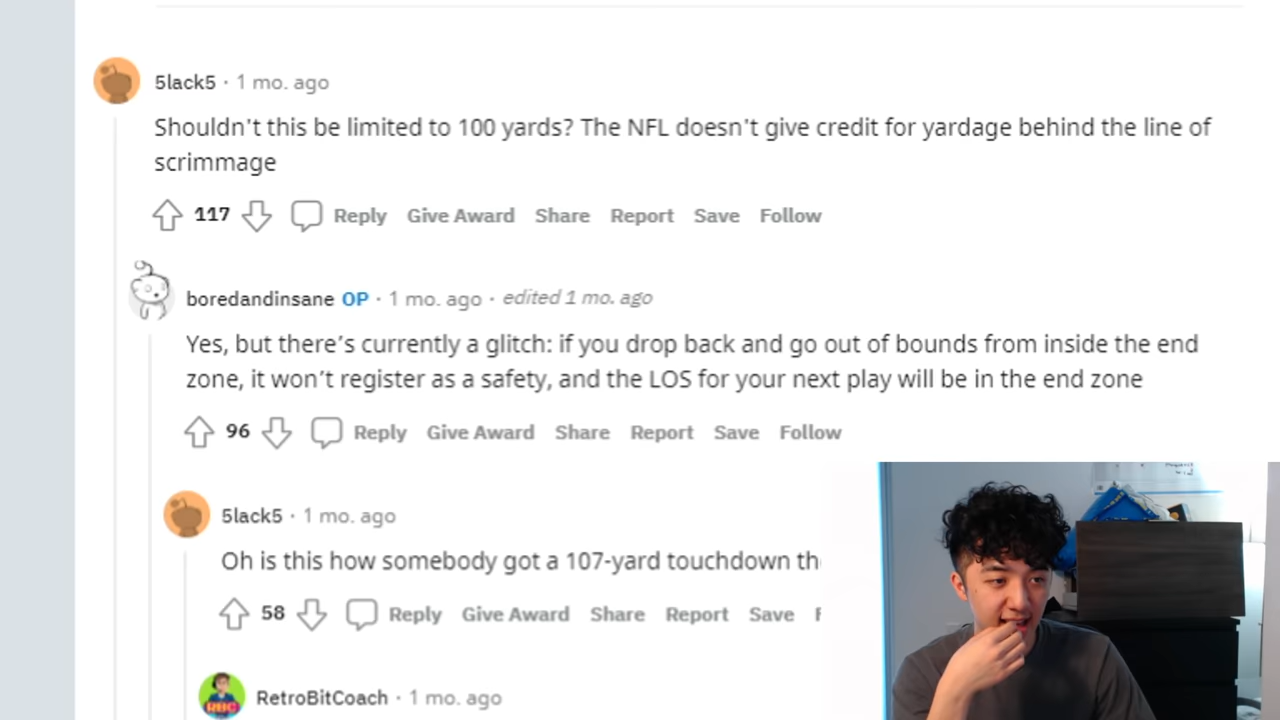 5lack5 · 1 mo. ago
Shouldn't this be limited to 100 yards? The NFL doesn't give credit for yardage behind the line of
scrimmage
117 Reply Give Award Share Report Save Follow
boredandinsane OP · 1 mo. ago · edited 1 mo. ago
Yes, but there's currently a glitch: if you drop back and go out of bounds from inside the end
zone, it won't register as a safety, and the LOS for your next play will be in the end zone
96 Reply Give Award Share Report Save Follow
5lack5 · 1 mo. ago
Oh is this how somebody got a 107-yard touchdown
58 Reply Give Award Share Report Save
RBC RetroBitCoach · 1 mo. ago